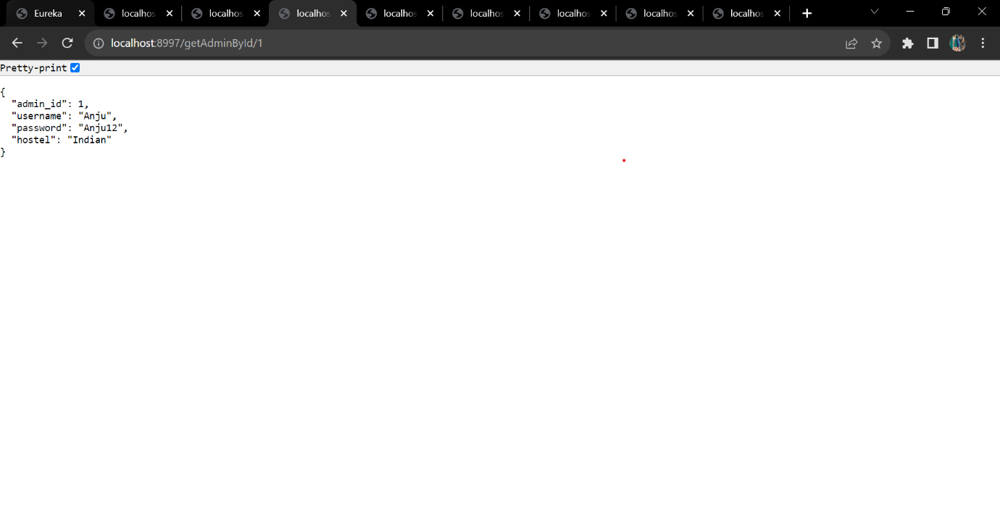 Eureka localhos localhos localhos localhos localhos localhos localhos localhos
localhost:8997/getAdminById/1
Pretty-print
{
  "admin_id": 1,
  "username": "Anju",
  "password": "Anju12",
  "hostel": "Indian"
}